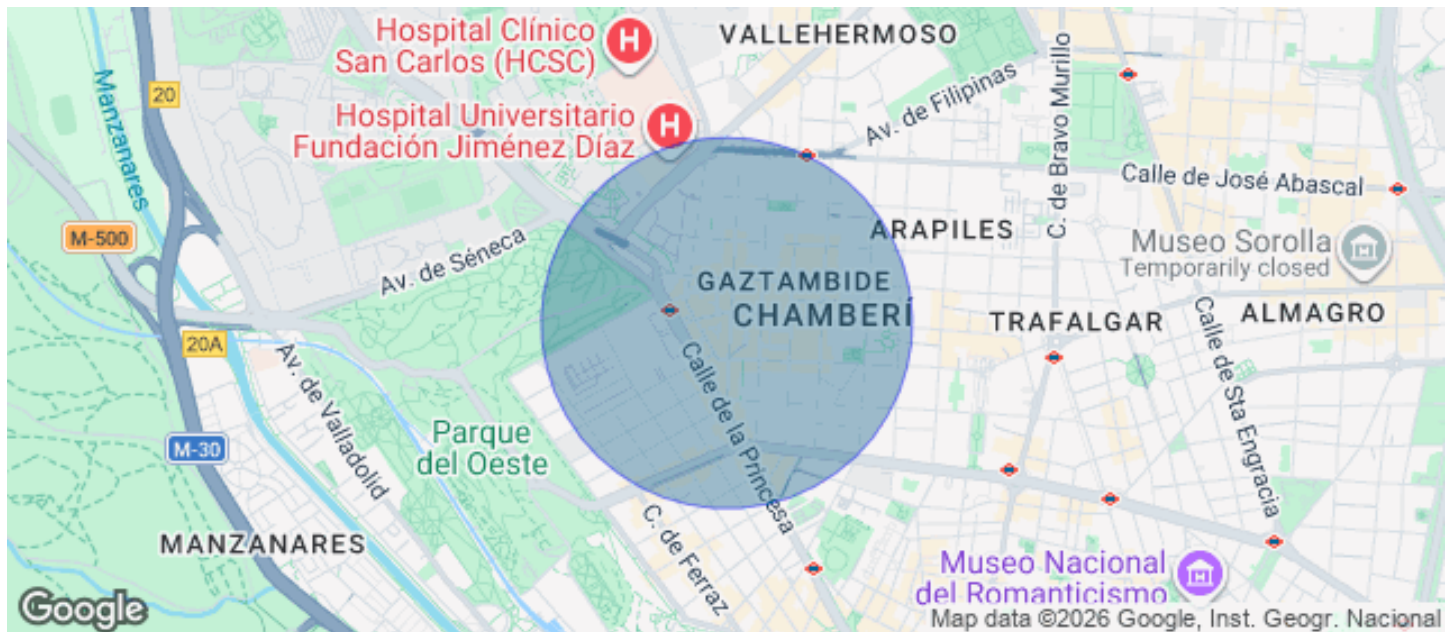 Hospital Clínico
San Carlos (HCSC)
VALLEHERMOSO
Manzanares
20
Hospital Universitario
Fundación Jiménez Díaz
Av. de Filipinas
C. de Bravo Murillo
Calle de José Abascal
M-500
Av. de Séneca
ARAPILES
Museo Sorolla
Temporarily closed
GAZTAMBIDE
CHAMBERÍ
TRAFALGAR
ALMAGRO
20A
Av. de Valladolid
Calle de la Princesa
Calle de Sta Engracia
M-30
Parque
del Oeste
C. de Ferraz
MANZANARES
Museo Nacional
del Romanticismo
Google
Map data ©2026 Google, Inst. Geogr. Nacional